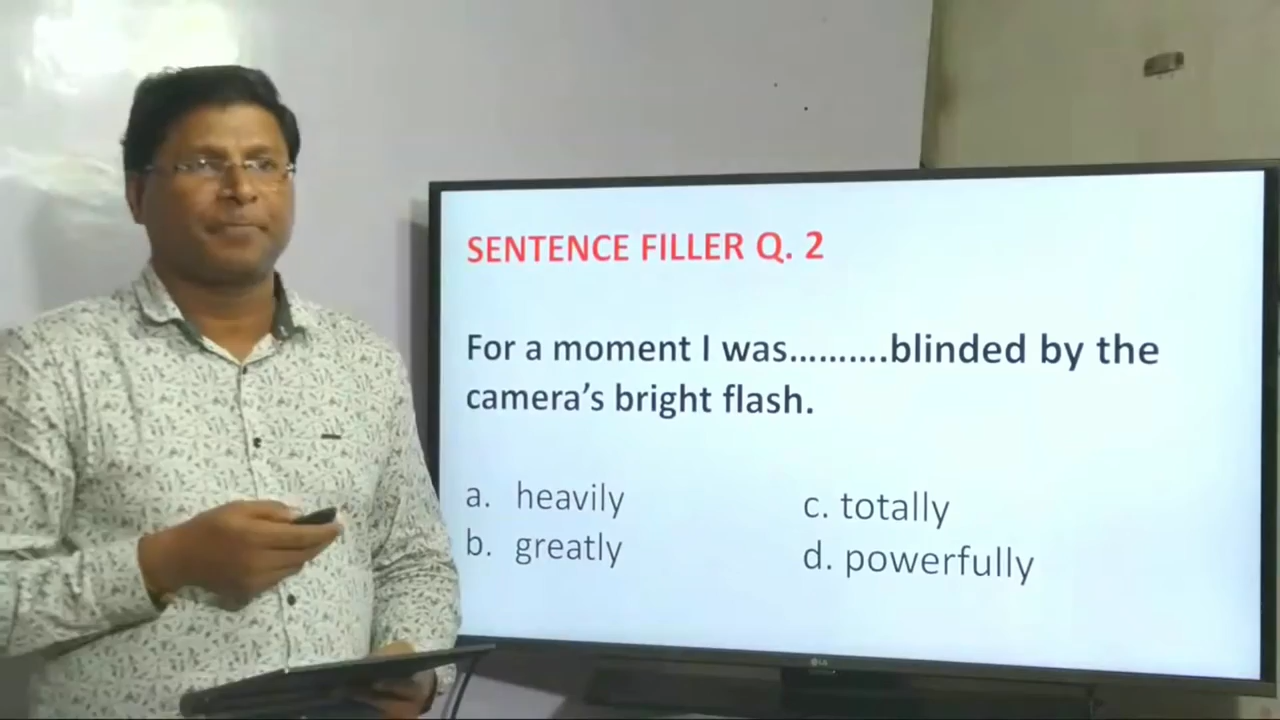 SENTENCE FILLER Q. 2
For a moment I was..........blinded by the
camera’s bright flash.
a. heavily
b. greatly
c. totally
d. powerfully
LG